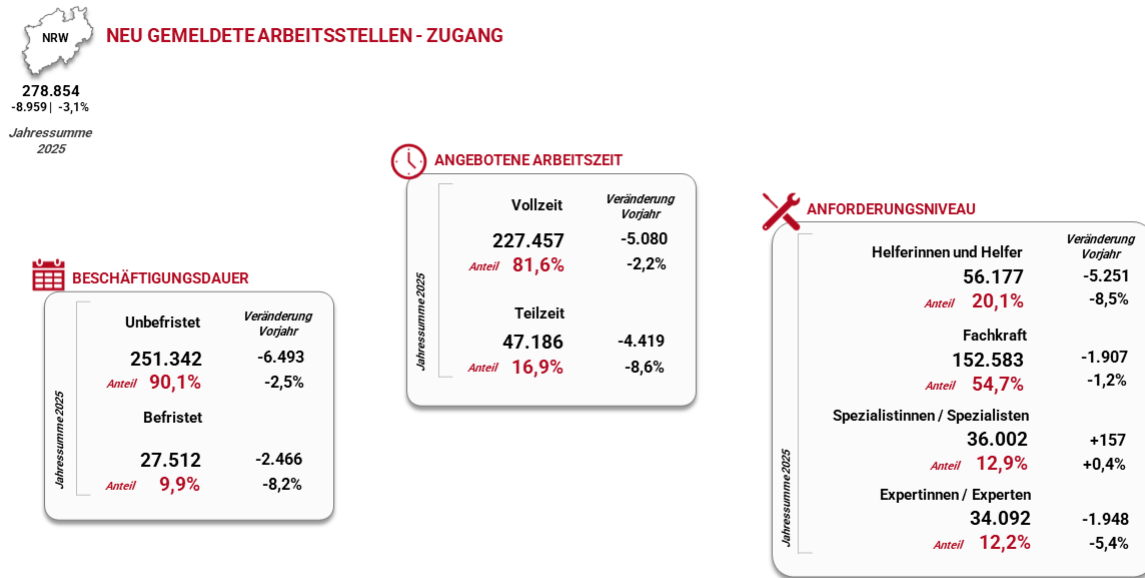 NRW
NEU GEMELDETE ARBEITSSTELLEN - ZUGANG
278.854
-8.959 | -3,1%
Jahressumme
2025
BESCHÄFTIGUNGSDAUER
Jahressumme 2025
Unbefristet
Veränderung
Vorjahr
251.342 -6.493
Anteil 90,1% -2,5%
Befristet
27.512 -2.466
Anteil 9,9% -8,2%
ANGEBOTENE ARBEITSZEIT
Jahressumme 2025
Vollzeit
Veränderung
Vorjahr
227.457 -5.080
Anteil 81,6% -2,2%
Teilzeit
47.186 -4.419
Anteil 16,9% -8,6%
ANFORDERUNGSNIVEAU
Jahressumme 2025
Veränderung
Vorjahr
Helferinnen und Helfer
56.177 -5.251
Anteil 20,1% -8,5%
Fachkraft
152.583 -1.907
Anteil 54,7% -1,2%
Spezialistinnen / Spezialisten
36.002 +157
Anteil 12,9% +0,4%
Expertinnen / Experten
34.092 -1.948
Anteil 12,2% -5,4%